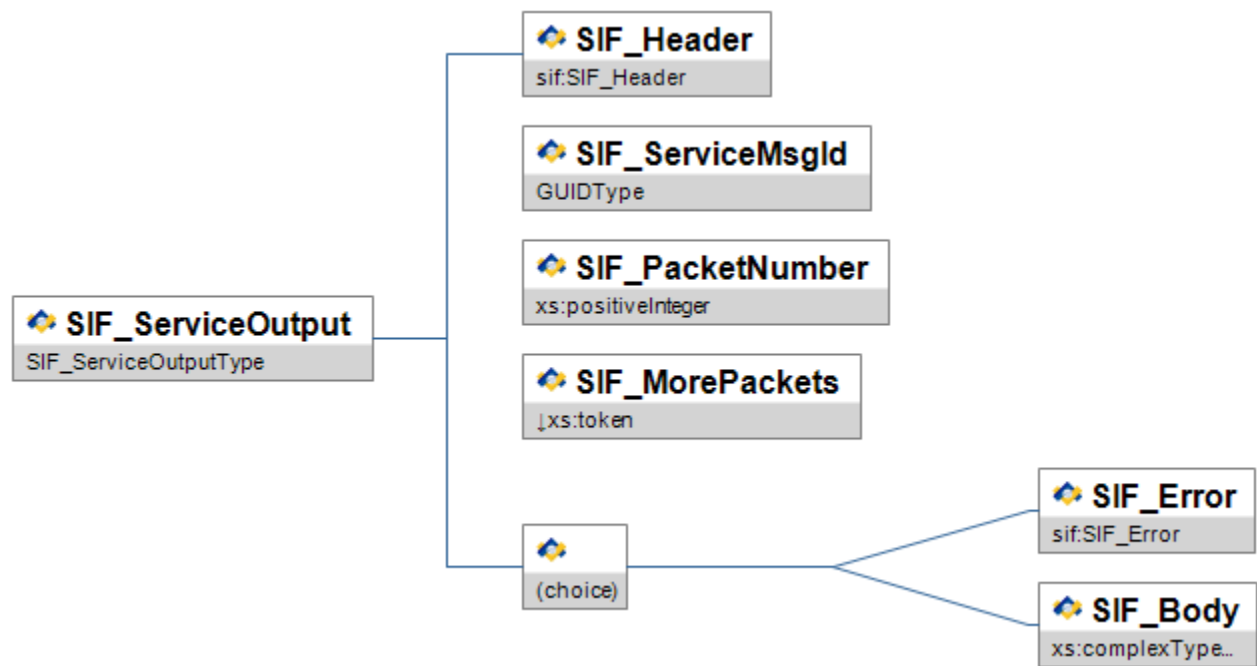 SIF_Header
sif:SIF_Header
SIF_ServiceMsgId
GUIDType
SIF_PacketNumber
xs:positiveInteger
SIF_ServiceOutput
SIF_ServiceOutputType
SIF_MorePackets
↓xs:token
(choice)
SIF_Error
sif:SIF_Error
SIF_Body
xs:complexType…